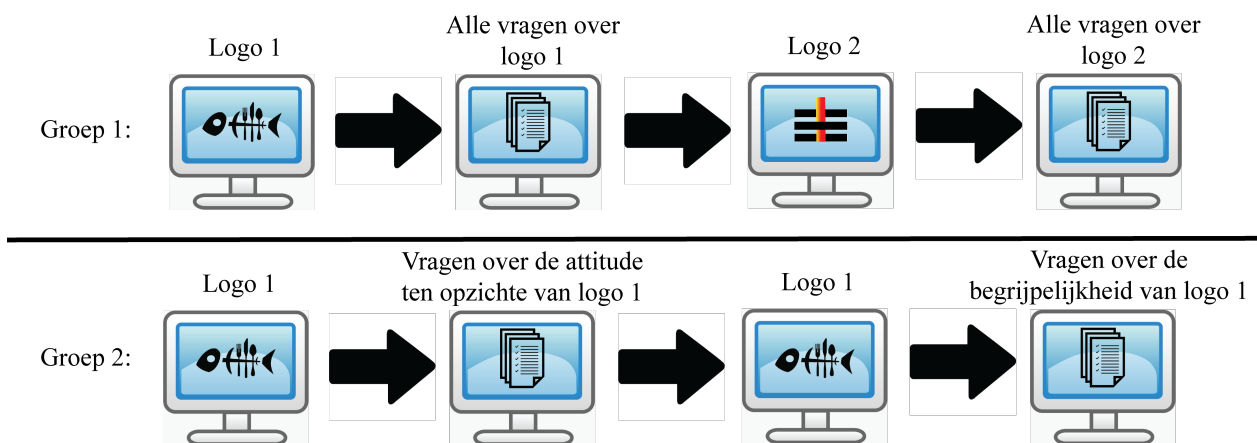 Logo 1
Alle vragen over
logo 1
Logo 2
Alle vragen over
logo 2
Groep 1:
Logo 1
Vragen over de attitude
ten opzichte van logo 1
Logo 1
Vragen over de
begrijpelijkheid van logo 1
Groep 2: